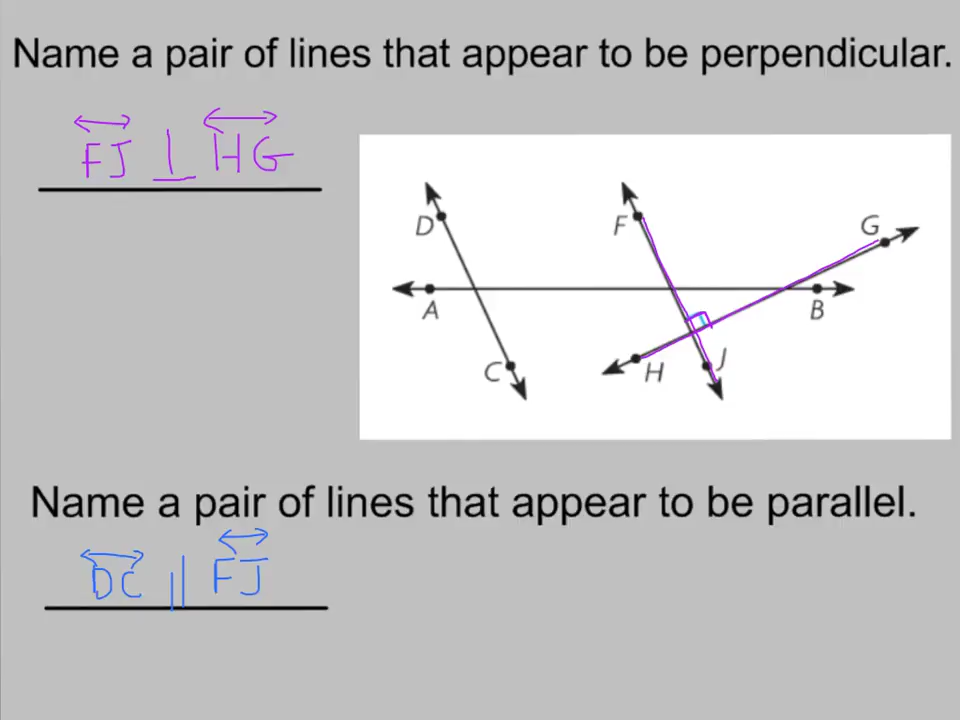 Name a pair of lines that appear to be perpendicular.
FJ ⊥ HG
D
F
G
A
B
C
H
J
Name a pair of lines that appear to be parallel.
DC || FJ